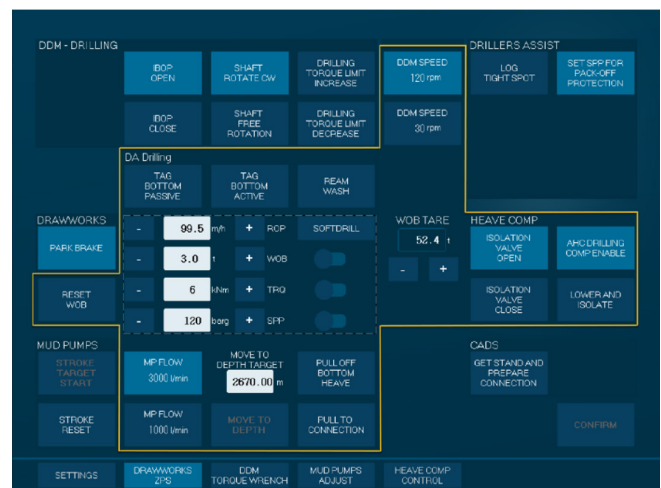 DDM - DRILLING
DRILLERS ASSIST
IBOP
OPEN
SHAFT
ROTATE CW
DRILLING
TORQUE LIMIT
INCREASE
DDM SPEED
120 rpm
LOG
TIGHT SPOT
SET SPP FOR
PACK-OFF
PROTECTION
IBOP
CLOSE
SHAFT
FREE
ROTATION
DRILLING
TORQUE LIMIT
DECREASE
DDM SPEED
30 rpm
DA Drilling
TAG
BOTTOM
PASSIVE
TAG
BOTTOM
ACTIVE
REAM
WASH
DRAWWORKS
WOB TARE
HEAVE COMP
PARK BRAKE
- 99.5 m/h + ROP
SOFTDRILL
52.4 t
ISOLATION
VALVE
OPEN
AHC DRILLING
COMP ENABLE
- 3.0 t + WOB
- +
RESET
WOB
- 6 kNm + TRQ
ISOLATION
VALVE
CLOSE
LOWER AND
ISOLATE
- 120 barg + SPP
MUD PUMPS
CADS
STROKE
TARGET
START
MP FLOW
3000 l/min
MOVE TO
DEPTH TARGET
2670.00 m
PULL OFF
BOTTOM
HEAVE
GET STAND AND
PREPARE
CONNECTION
STROKE
RESET
MP FLOW
1000 l/min
MOVE TO
DEPTH
PULL TO
CONNECTION
CONFIRM
SETTINGS
DRAWWORKS
ZPS
DDM
TORQUE WRENCH
MUD PUMPS
ADJUST
HEAVE COMP
CONTROL